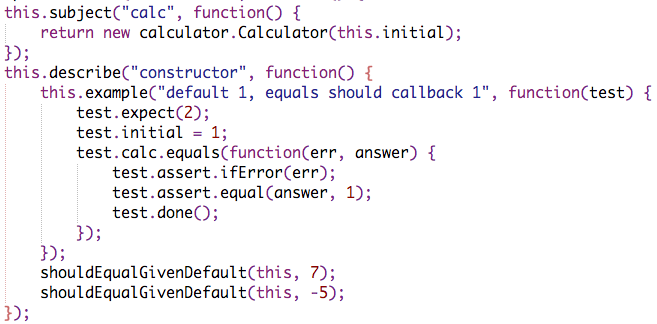 this.subject("calc", function() {
    return new calculator.Calculator(this.initial);
});
this.describe("constructor", function() {
    this.example("default 1, equals should callback 1", function(test) {
        test.expect(2);
        test.initial = 1;
        test.calc.equals(function(err, answer) {
            test.assert.ifError(err);
            test.assert.equal(answer, 1);
            test.done();
        });
    });
    shouldEqualGivenDefault(this, 7);
    shouldEqualGivenDefault(this, -5);
});